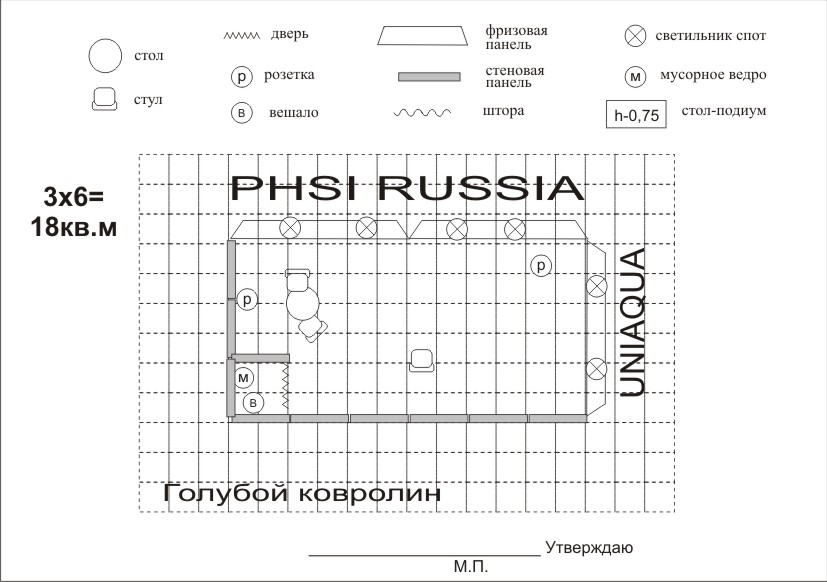 стол
стул
дверь
розетка
вешало
р
в
фризовая
панель
стеновая
панель
штора
светильник спот
м
мусорное ведро
h-0,75
стол-подиум
3х6=
18кв.м
PHSI RUSSIA
UNIAQUA
р
р
м
в
Голубой ковролин
Утверждаю
М.П.